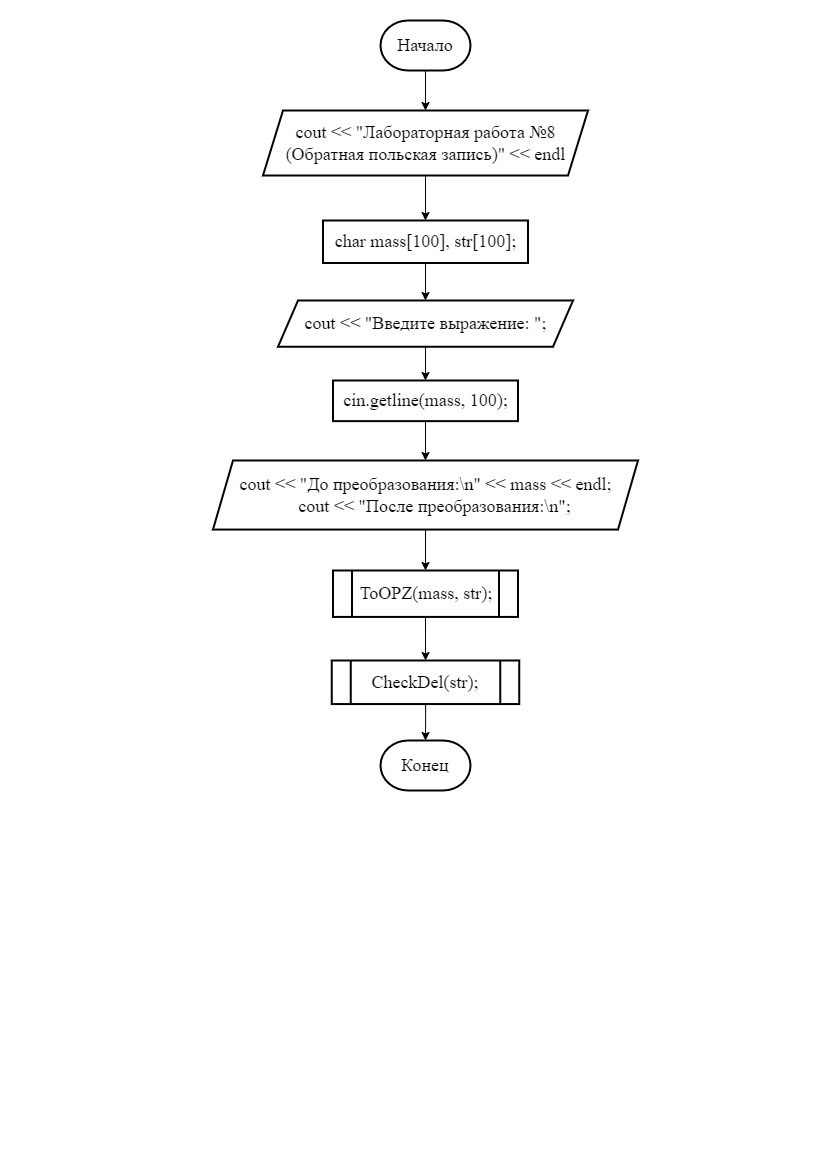 Начало
cout << "Лабораторная работа №8
(Обратная польская запись)" << endl
char mass[100], str[100];
cout << "Введите выражение: ";
cin.getline(mass, 100);
cout << "До преобразования:\n" << mass << endl;
cout << "После преобразования:\n";
ToOPZ(mass, str);
CheckDel(str);
Конец